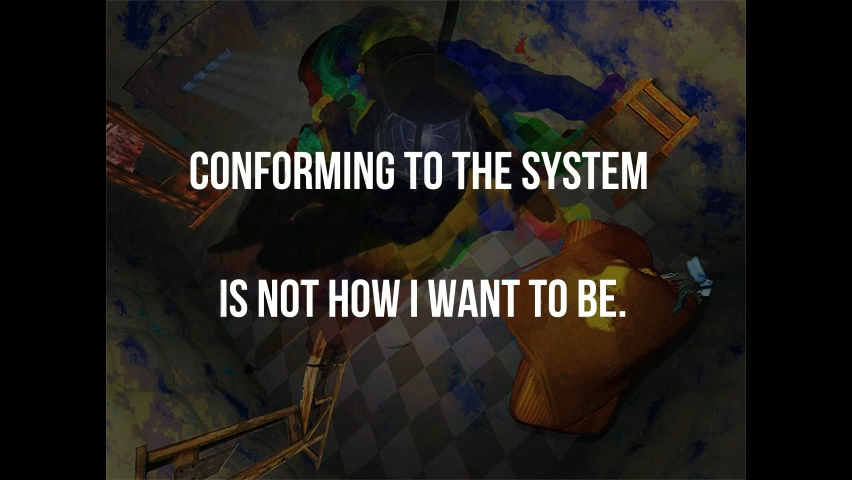 CONFORMING TO THE SYSTEM
IS NOT HOW I WANT TO BE.